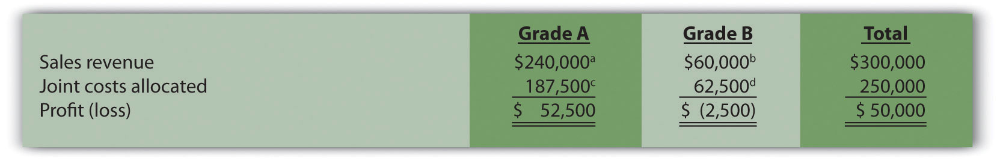 Grade A Grade B Total
Sales revenue $240,000ᵃ $60,000ᵇ $300,000
Joint costs allocated 187,500ᶜ 62,500ᵈ 250,000
Profit (loss) $ 52,500 $ (2,500) $ 50,000